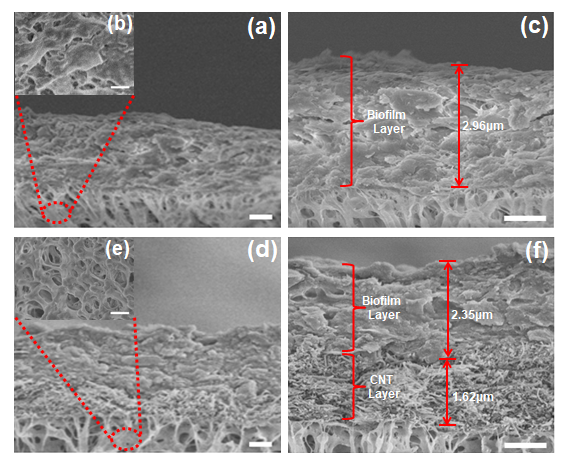 (b)
(a)
(c)
Biofilm
Layer
2.96μm
(e)
(d)
(f)
Biofilm
Layer
2.35μm
CNT
Layer
1.62μm